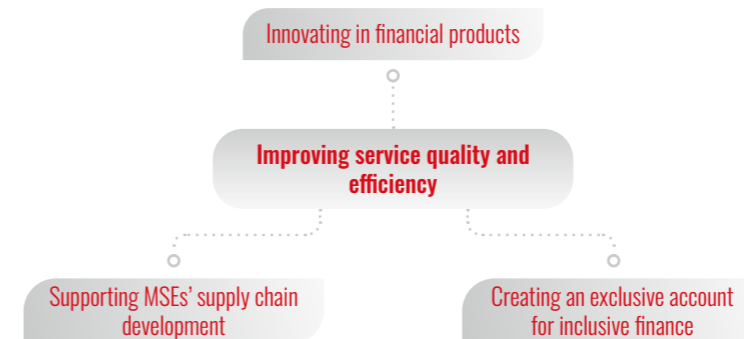 Innovating in financial products
Improving service quality and
efficiency
Supporting MSEs’ supply chain
development
Creating an exclusive account
for inclusive finance